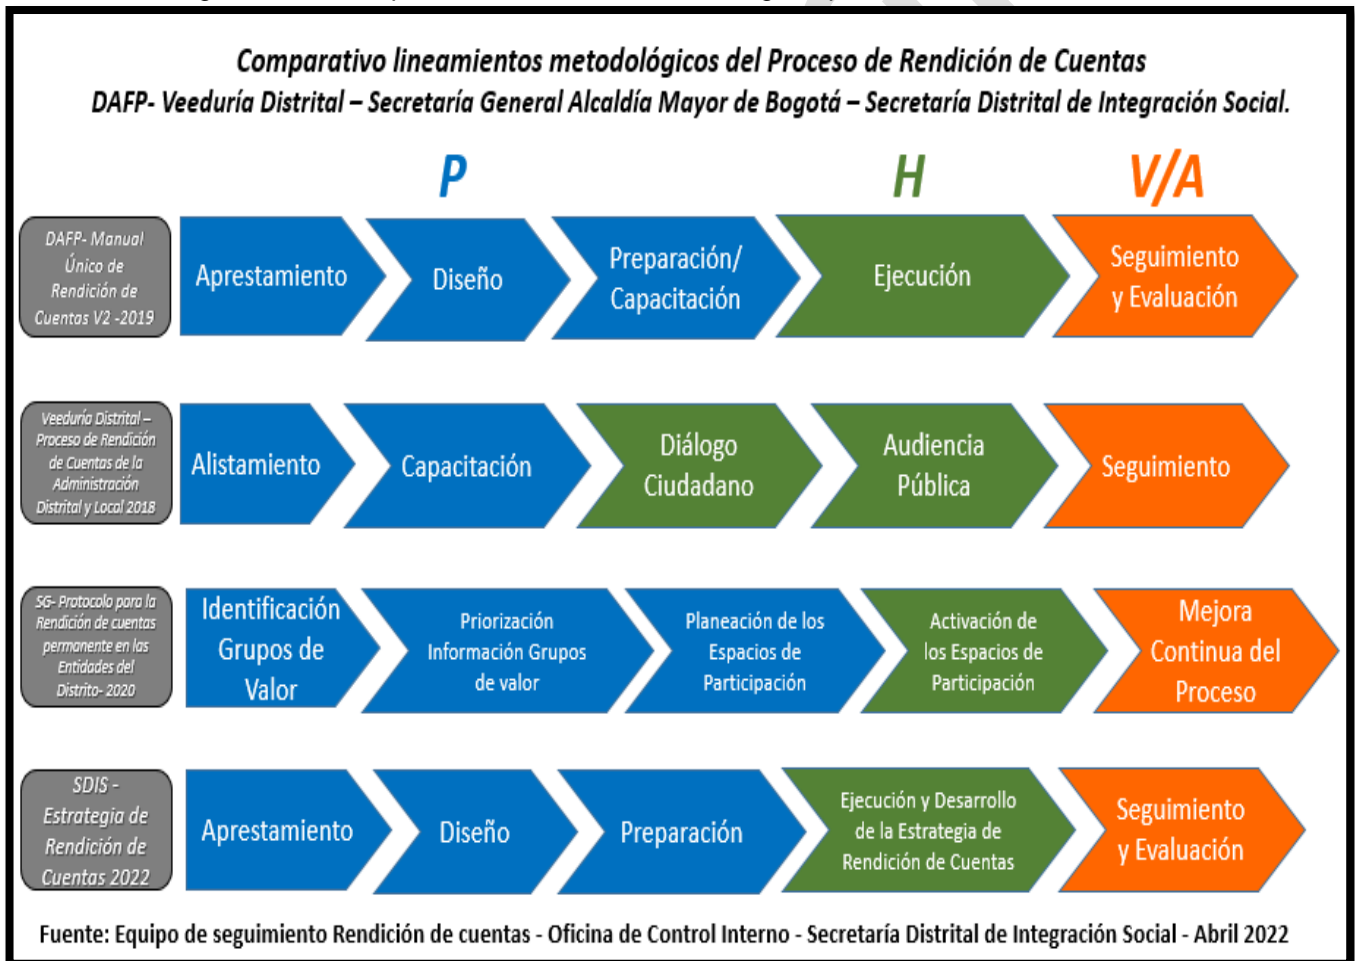 Comparativo lineamientos metodológicos del Proceso de Rendición de Cuentas
DAFP- Veeduría Distrital – Secretaría General Alcaldía Mayor de Bogotá – Secretaría Distrital de Integración Social.
P
H
V/A
DAFP- Manual
Único de
Rendición de
Cuentas V2 -2019
Aprestamiento
Diseño
Preparación/
Capacitación
Ejecución
Seguimiento
y Evaluación
Veeduría Distrital –
Proceso de Rendición
de Cuentas de la
Administración
Distrital y Local 2018
Alistamiento
Capacitación
Diálogo
Ciudadano
Audiencia
Pública
Seguimiento
SG- Protocolo para la
Rendición de cuentas
permanente en las
Entidades del
Distrito- 2020
Identificación
Grupos de
Valor
Priorización
Información Grupos
de valor
Planeación de los
Espacios de
Participación
Activación de
los Espacios de
Participación
Mejora
Continua del
Proceso
SDIS -
Estrategia de
Rendición de
Cuentas 2022
Aprestamiento
Diseño
Preparación
Ejecución y Desarrollo
de la Estrategia de
Rendición de Cuentas
Seguimiento
y Evaluación
Fuente: Equipo de seguimiento Rendición de cuentas - Oficina de Control Interno - Secretaría Distrital de Integración Social - Abril 2022